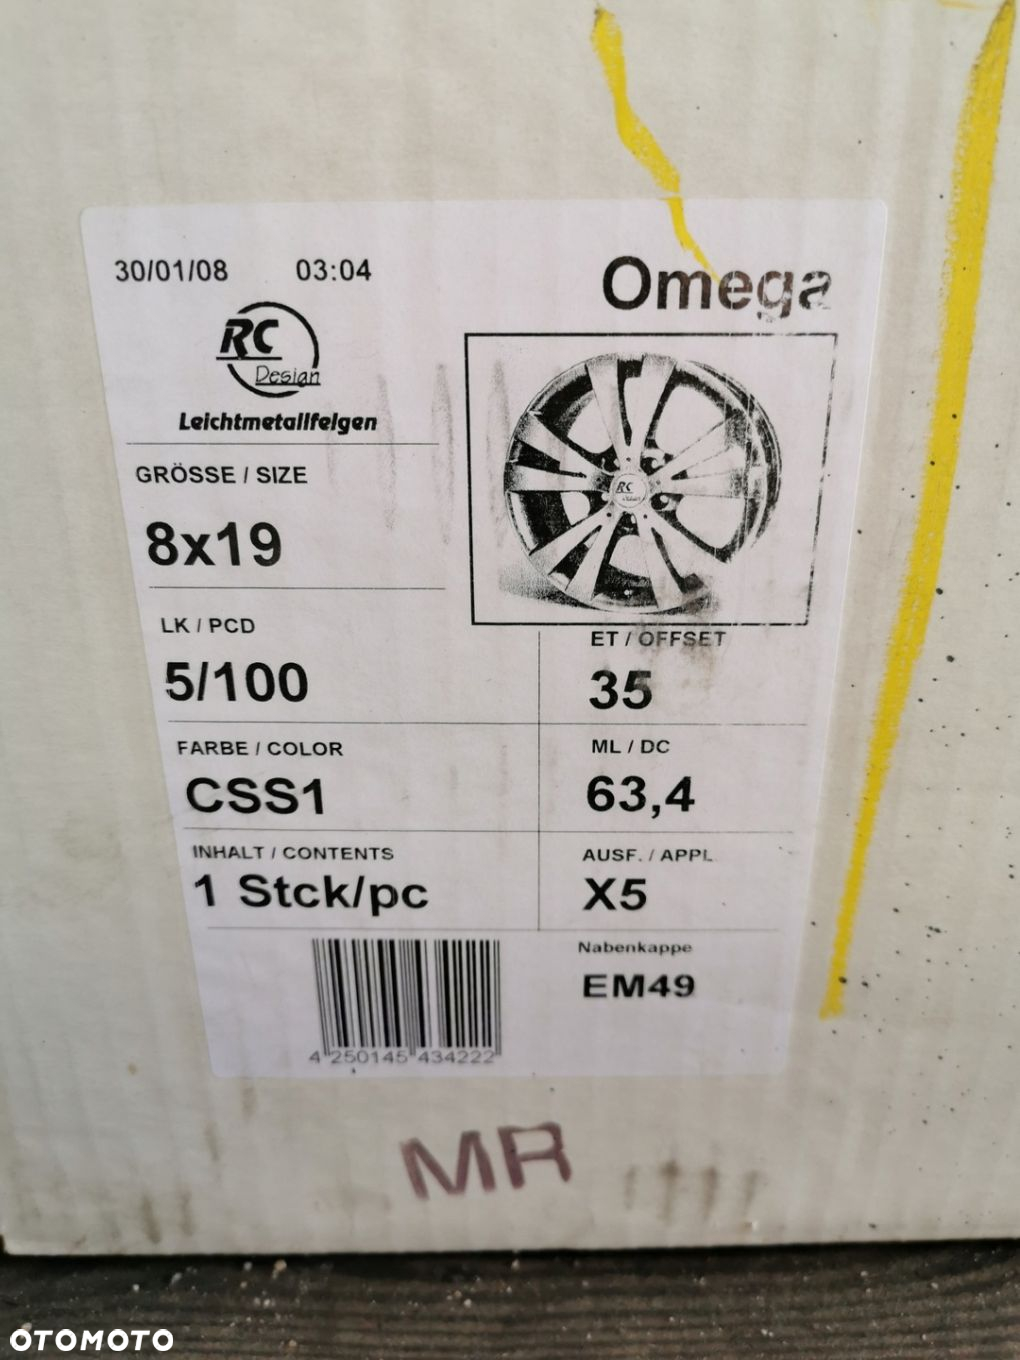 30/01/08 03:04
Omega
RC
Design
Leichtmetallfelgen
RC
GRÖSSE / SIZE
8x19
LK / PCD
5/100
ET / OFFSET
35
FARBE / COLOR
CSS1
ML / DC
63,4
INHALT / CONTENTS
1 Stck/pc
AUSF. / APPL
X5
Nabenkappe
EM49
4 250145 434222
MR
OTOMOTO